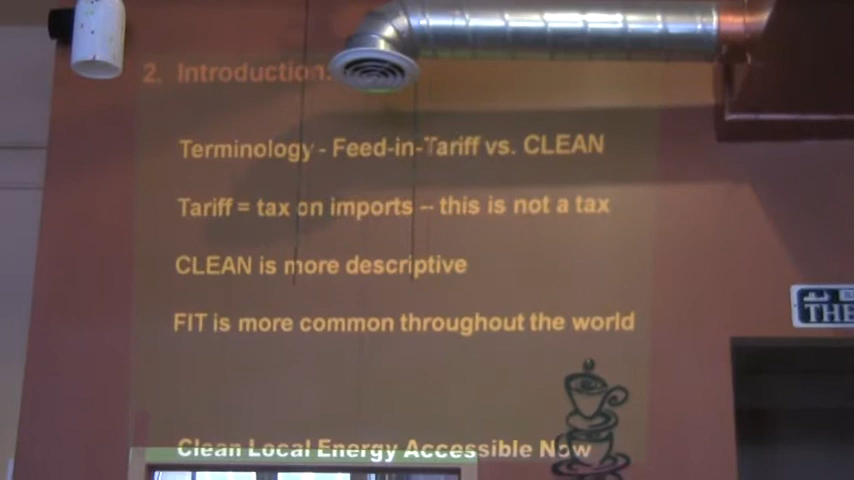 2. Introduction:
Terminology - Feed-in-Tariff vs. CLEAN
Tariff = tax on imports -- this is not a tax
CLEAN is more descriptive
FIT is more common throughout the world
THE
Clean Local Energy Accessible Now